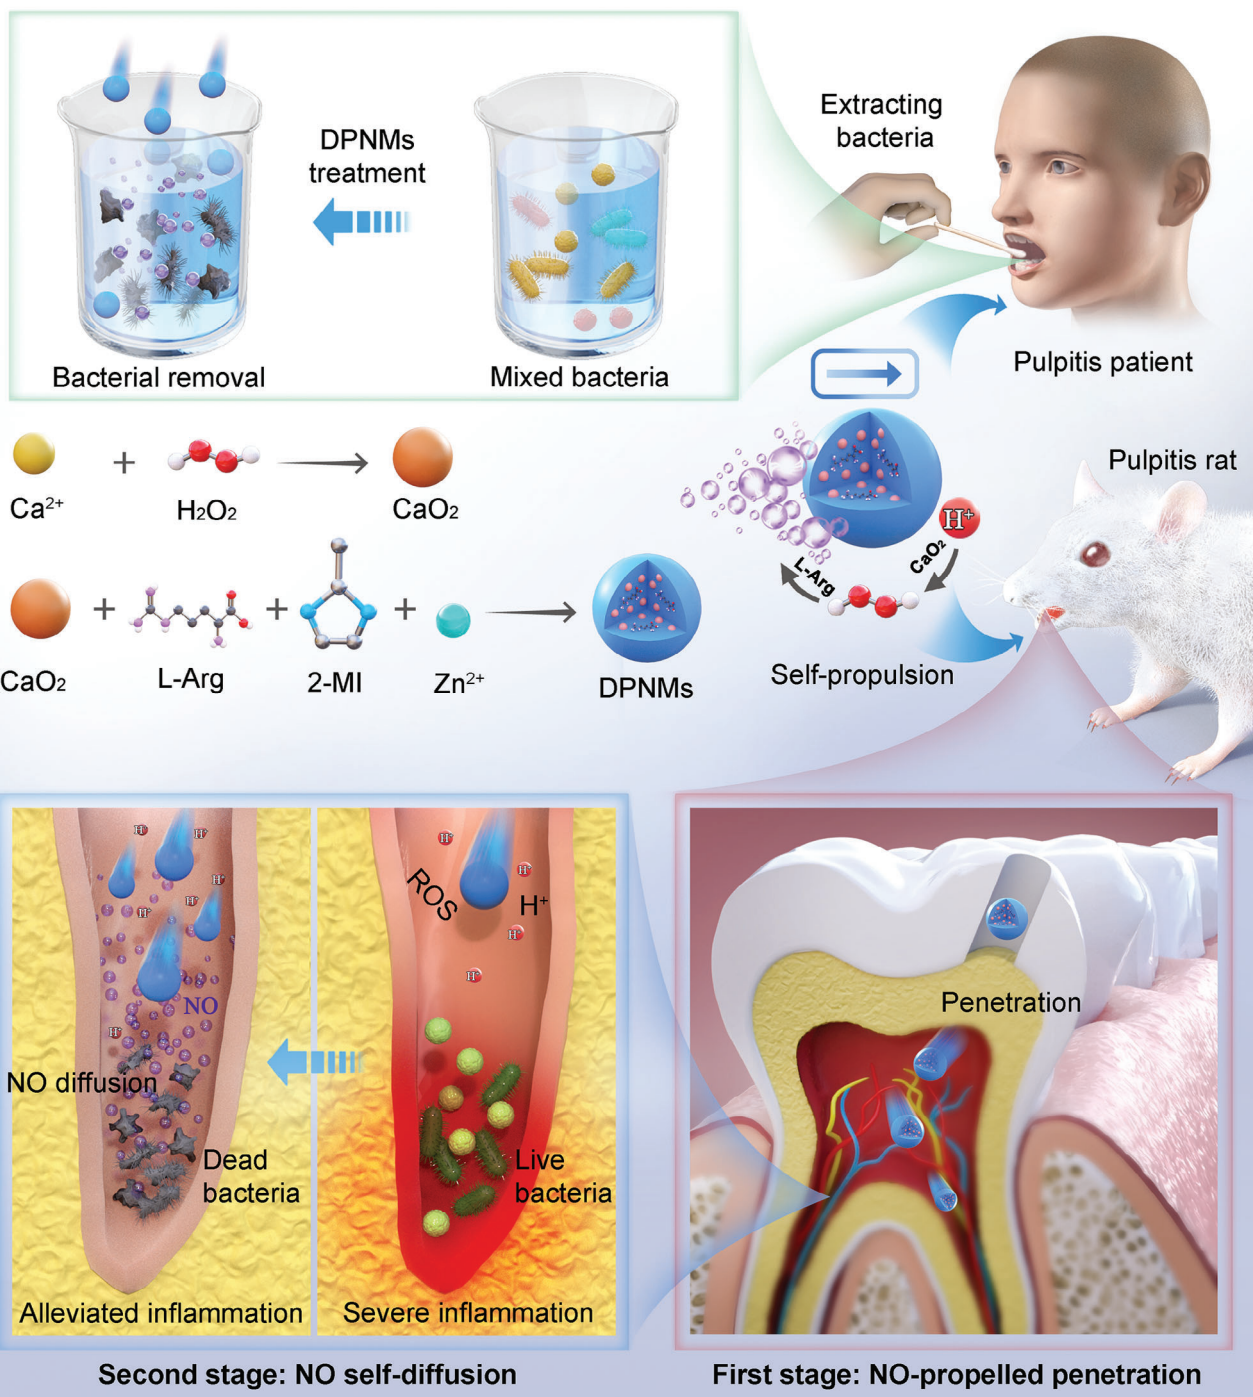 DPNMs
treatment
Bacterial removal
Mixed bacteria
Extracting
bacteria
Pulpitis patient
Ca²⁺
+
H₂O₂
CaO₂
CaO₂
+
L-Arg
+
2-MI
+
Zn²⁺
DPNMs
H⁺
CaO₂
L-Arg
Self-propulsion
Pulpitis rat
H⁺
H⁺
H⁺
H⁺
H⁺
H⁺
NO
NO diffusion
Dead
bacteria
Alleviated inflammation
H⁺
H⁺
ROS
H⁺
H⁺
H⁺
Live
bacteria
Severe inflammation
Penetration
Second stage: NO self-diffusion
First stage: NO-propelled penetration